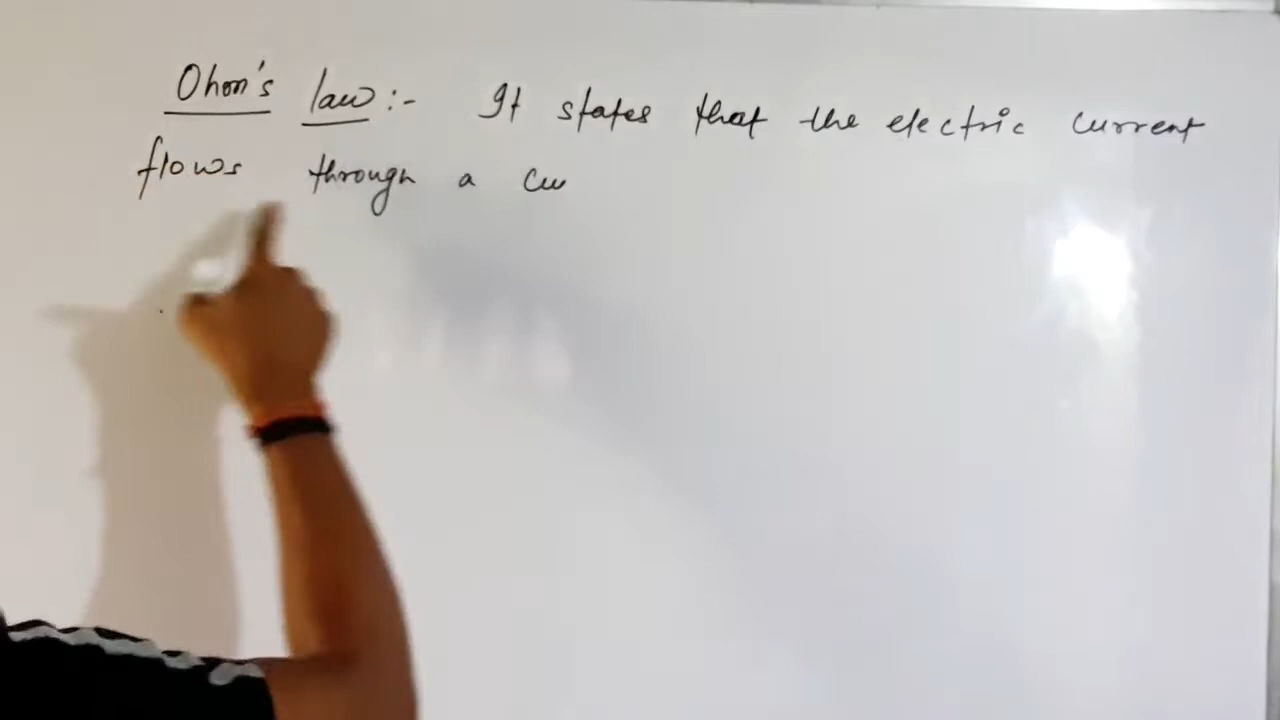 Ohm's law :- It states that the electric current
flows through a cu